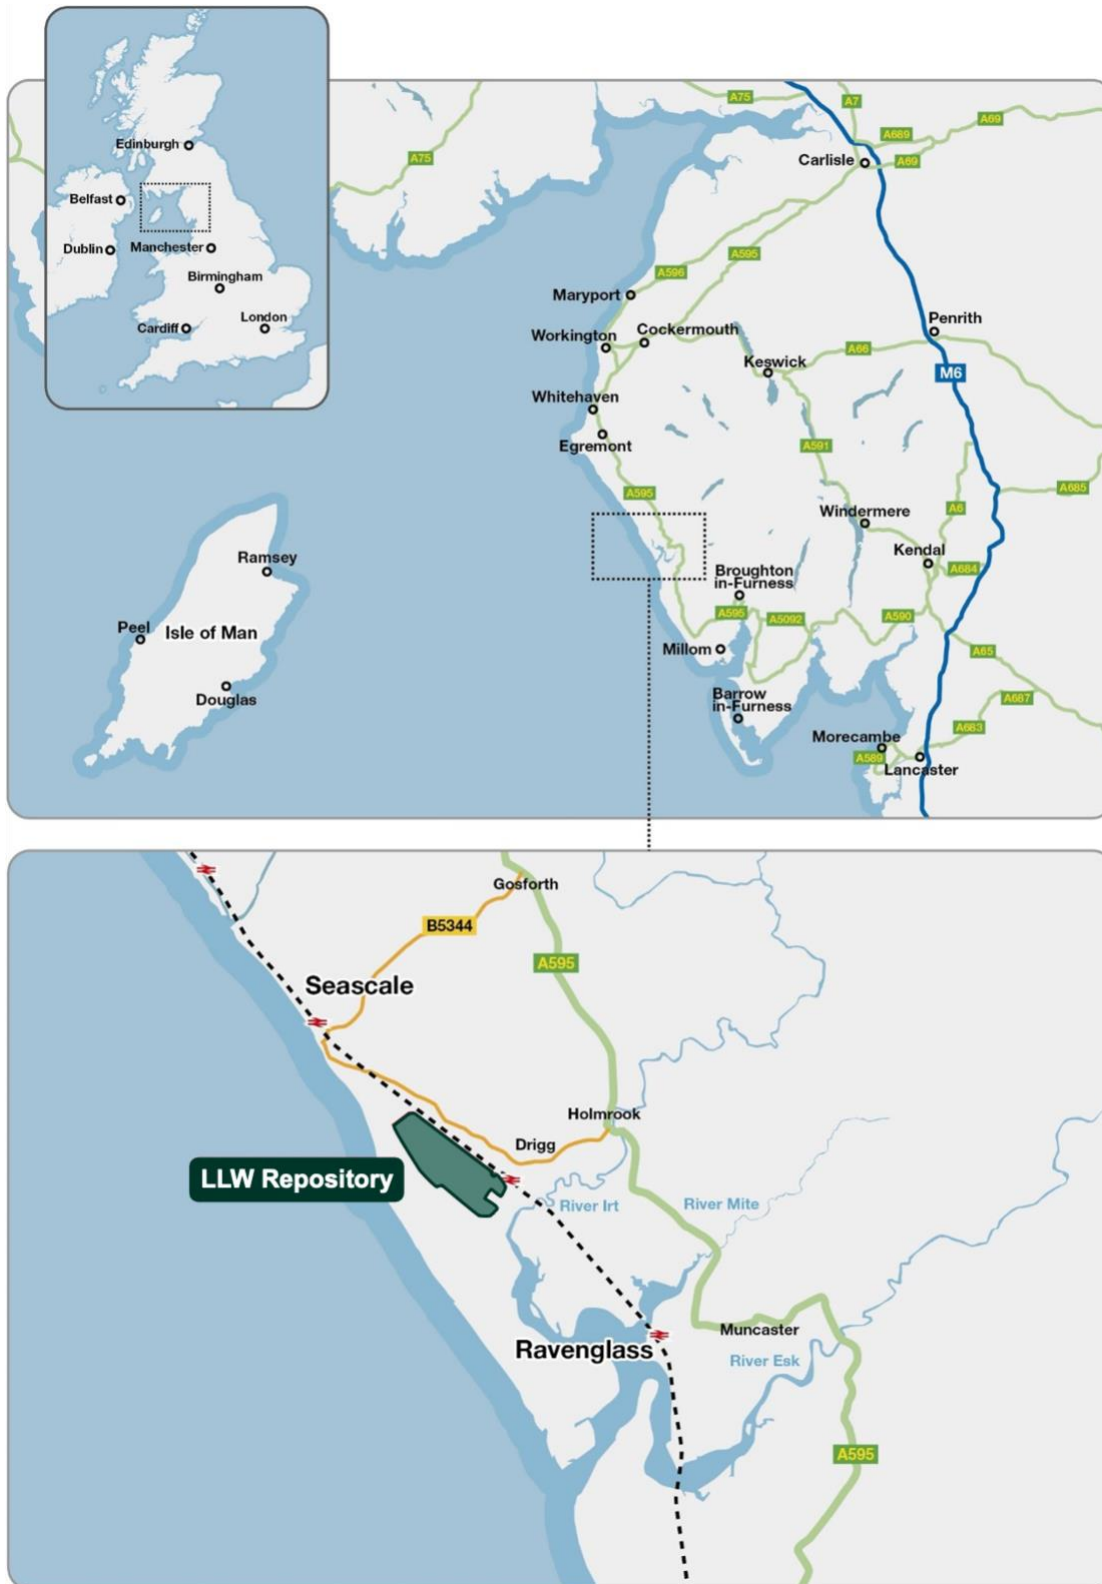 Edinburgh
Belfast
Dublin
Manchester
Birmingham
Cardiff
London
A75
A7
A69
A689
A75
Carlisle
A69
A595
A596
Maryport
Workington
Cockermouth
Penrith
A66
Keswick
M6
Whitehaven
Egremont
A591
A595
A685
Windermere
A6
Kendal
Ramsey
A684
Broughton
in-Furness
A595
A5092
A590
Peel
Isle of Man
Millom
A65
Douglas
Barrow
in-Furness
A687
A683
Morecambe
A589
Lancaster
Gosforth
B5344
A595
Seascale
Holmrook
Drigg
LLW Repository
River Irt
River Mite
Muncaster
Ravenglass
River Esk
A595